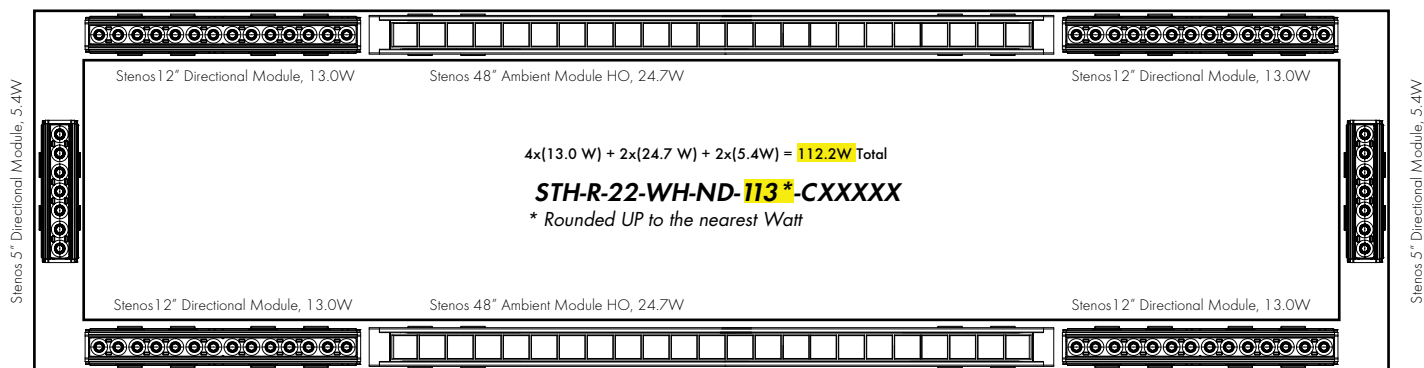 Stenos12" Directional Module, 13.0W
Stenos 48" Ambient Module HO, 24.7W
Stenos12" Directional Module, 13.0W
Stenos 5" Directional Module, 5.4W
4x(13.0 W) + 2x(24.7 W) + 2x(5.4W) = 112.2W Total
STH-R-22-WH-ND-113*-CXXXXX
* Rounded UP to the nearest Watt
Stenos 5" Directional Module, 5.4W
Stenos12" Directional Module, 13.0W
Stenos 48" Ambient Module HO, 24.7W
Stenos12" Directional Module, 13.0W